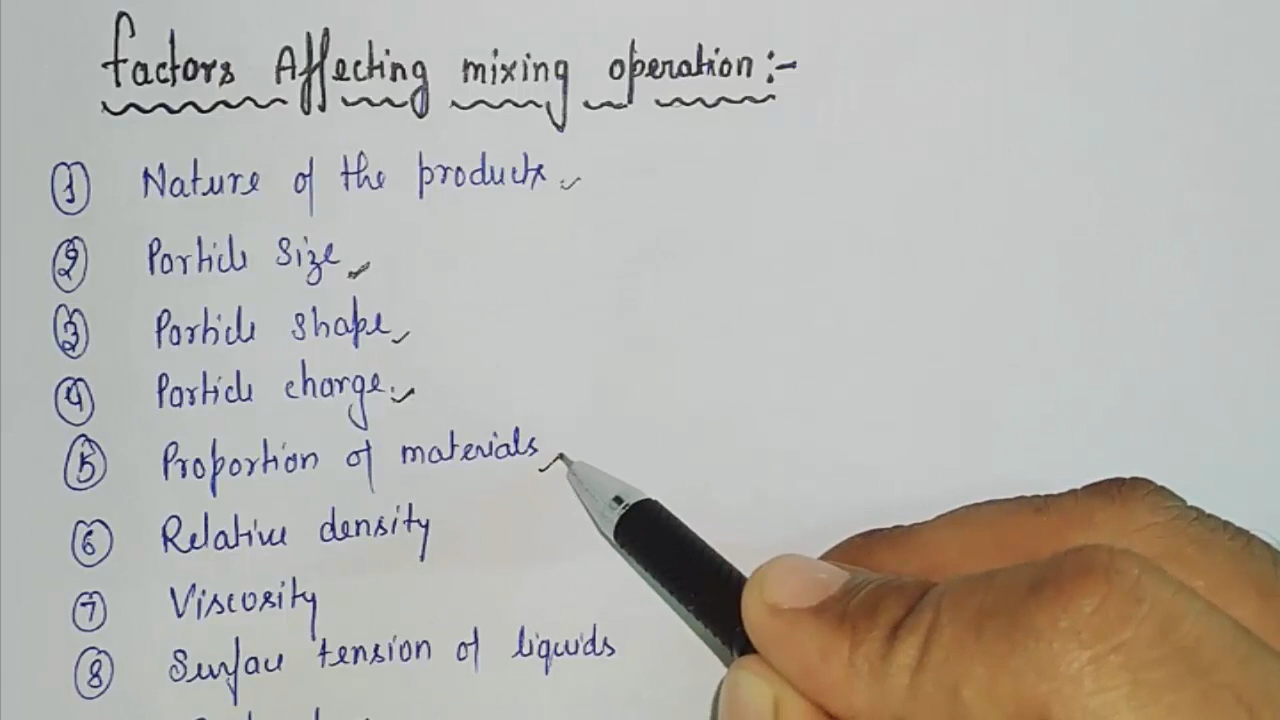 Factors Affecting mixing operation:-
① Nature of the products
② Particle size
③ Particle shape
④ Particle charge.
⑤ Proportion of materials
⑥ Relative density
⑦ Viscosity
⑧ Surface tension of liquids